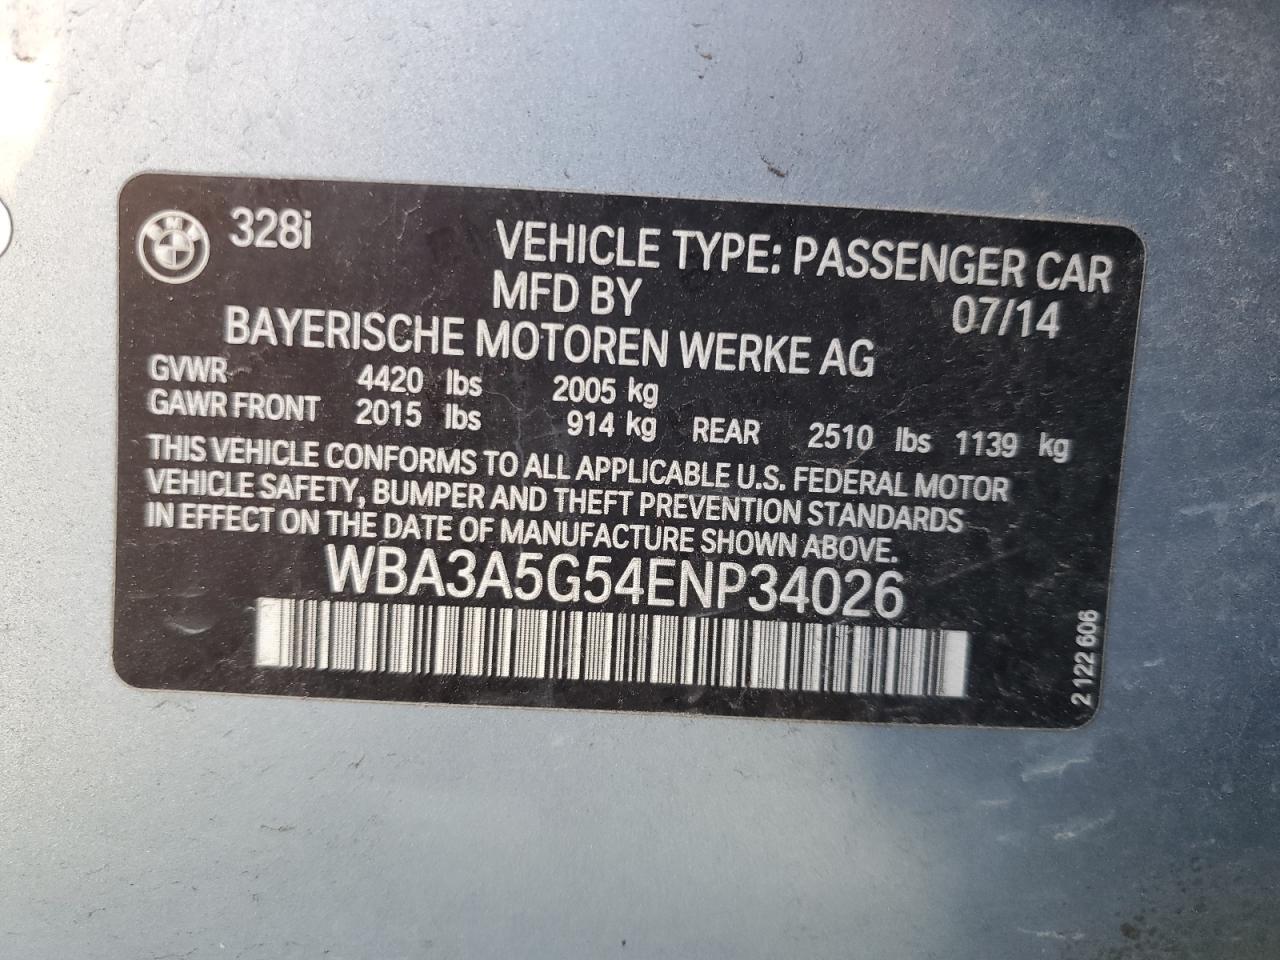 BMW 328i
VEHICLE TYPE: PASSENGER CAR
MFD BY 07/14
BAYERISCHE MOTOREN WERKE AG
GVWR 4420 lbs 2005 kg
GAWR FRONT 2015 lbs 914 kg REAR 2510 lbs 1139 kg
THIS VEHICLE CONFORMS TO ALL APPLICABLE U.S. FEDERAL MOTOR
VEHICLE SAFETY, BUMPER AND THEFT PREVENTION STANDARDS
IN EFFECT ON THE DATE OF MANUFACTURE SHOWN ABOVE.
WBA3A5G54ENP34026
2 122 606